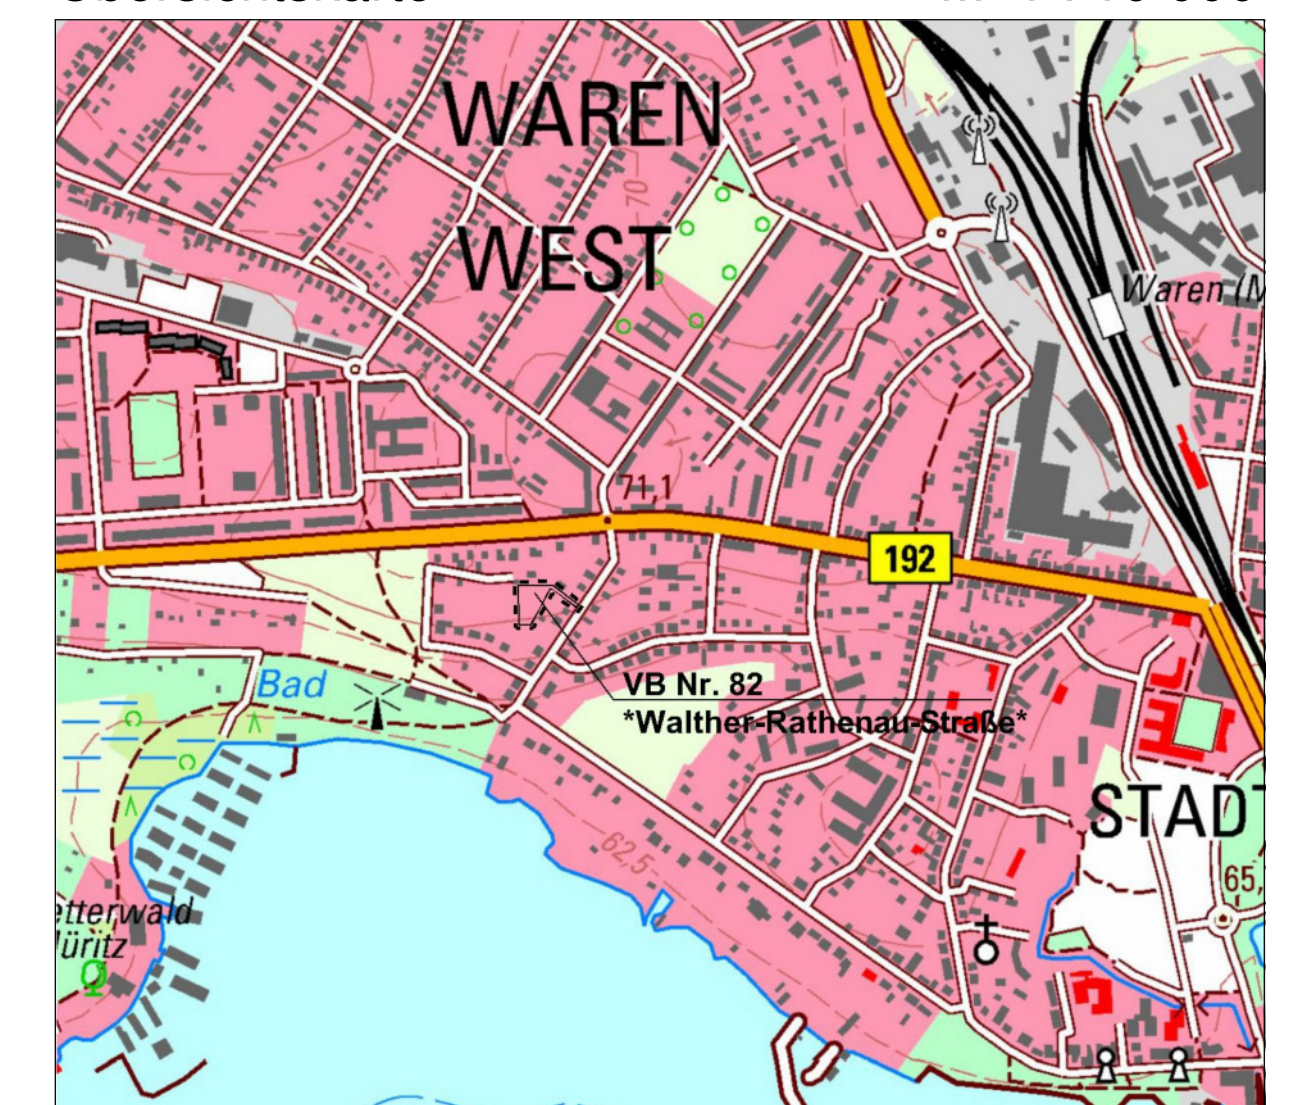 WAREN
WEST
70
Waren (M
71,1
192
Bad
VB Nr. 82
*Walther-Rathenau-Straße*
STADT
62,5
65,
etterwald
üritz